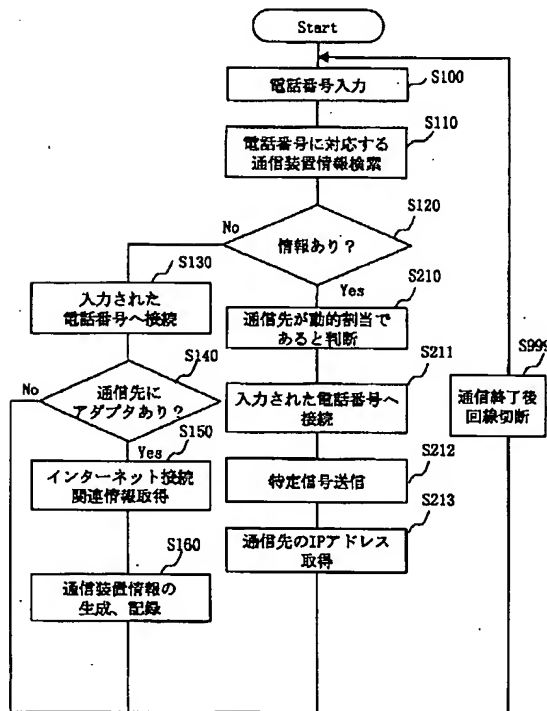 Start
電話番号入力
S100
電話番号に対応する
通信装置情報検索
S110
情報あり？
S120
No
Yes
S130
入力された
電話番号へ接続
S210
通信先が動的割当で
あると判断
S140
通信先に
アダプタあり？
No
Yes
S211
入力された電話番号へ
接続
S999
通信終了後
回線切断
S150
インターネット接続
関連情報取得
S212
特定信号送信
S213
通信先のIPアドレス
取得
S160
通信装置情報の
生成、記録